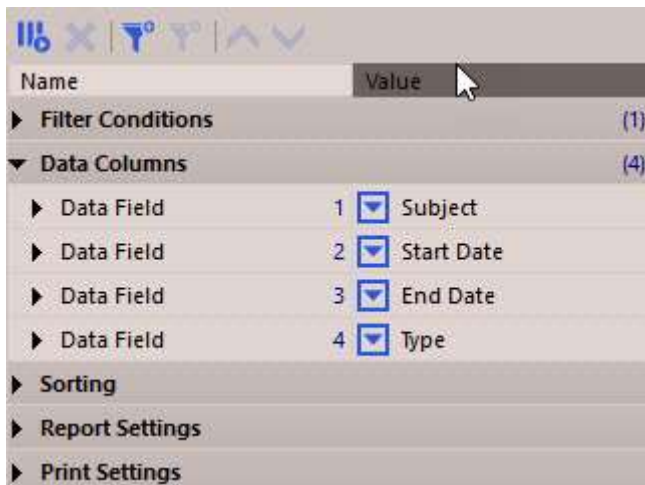 Name Value
Filter Conditions (1)
Data Columns (4)
Data Field 1 Subject
Data Field 2 Start Date
Data Field 3 End Date
Data Field 4 Type
Sorting
Report Settings
Print Settings